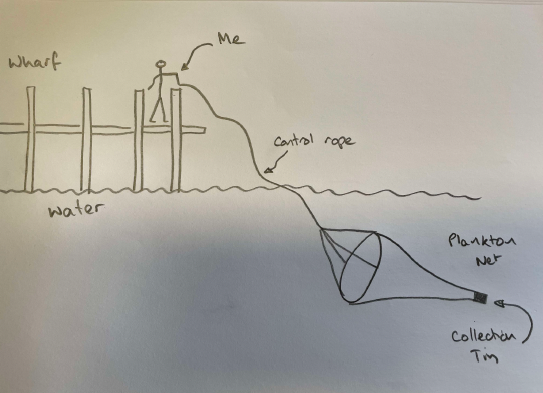 Me
Wharf
Control rope
Water
Plankton
Net
Collection
Tin